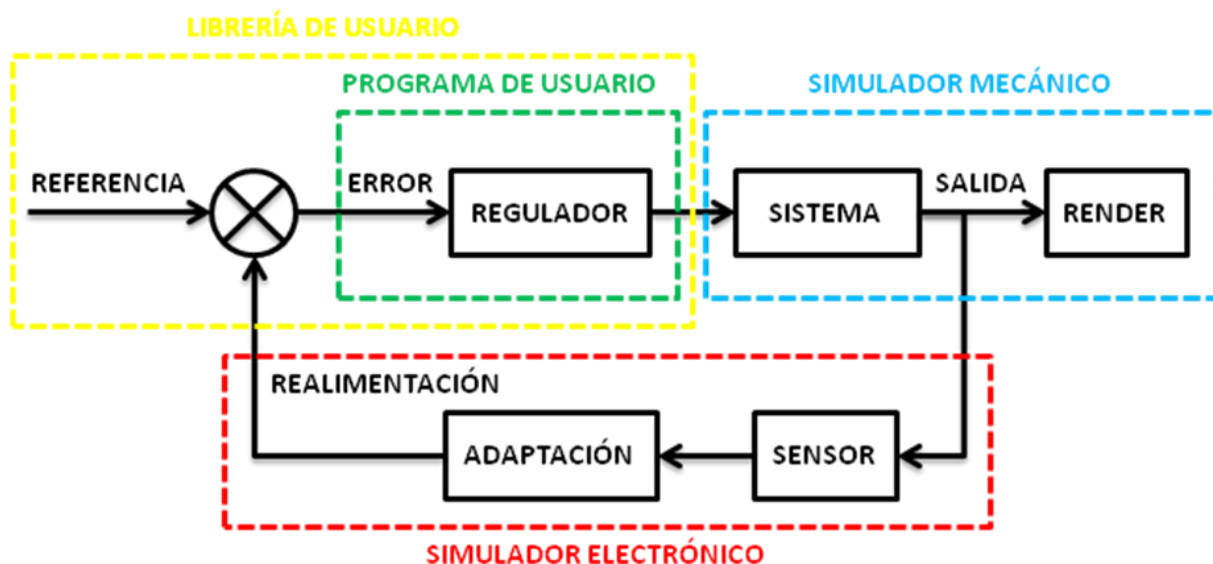 LIBRERÍA DE USUARIO
PROGRAMA DE USUARIO
SIMULADOR MECÁNICO
REFERENCIA
ERROR
REGULADOR
SISTEMA
SALIDA
RENDER
REALIMENTACIÓN
ADAPTACIÓN
SENSOR
SIMULADOR ELECTRÓNICO